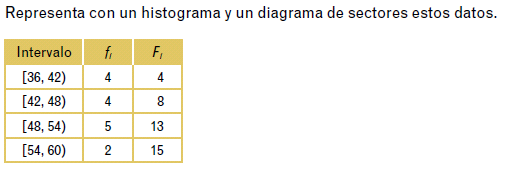 Representa con un histograma y un diagrama de sectores estos datos.
Intervalo fᵢ Fᵢ
[36, 42) 4 4
[42, 48) 4 8
[48, 54) 5 13
[54, 60) 2 15